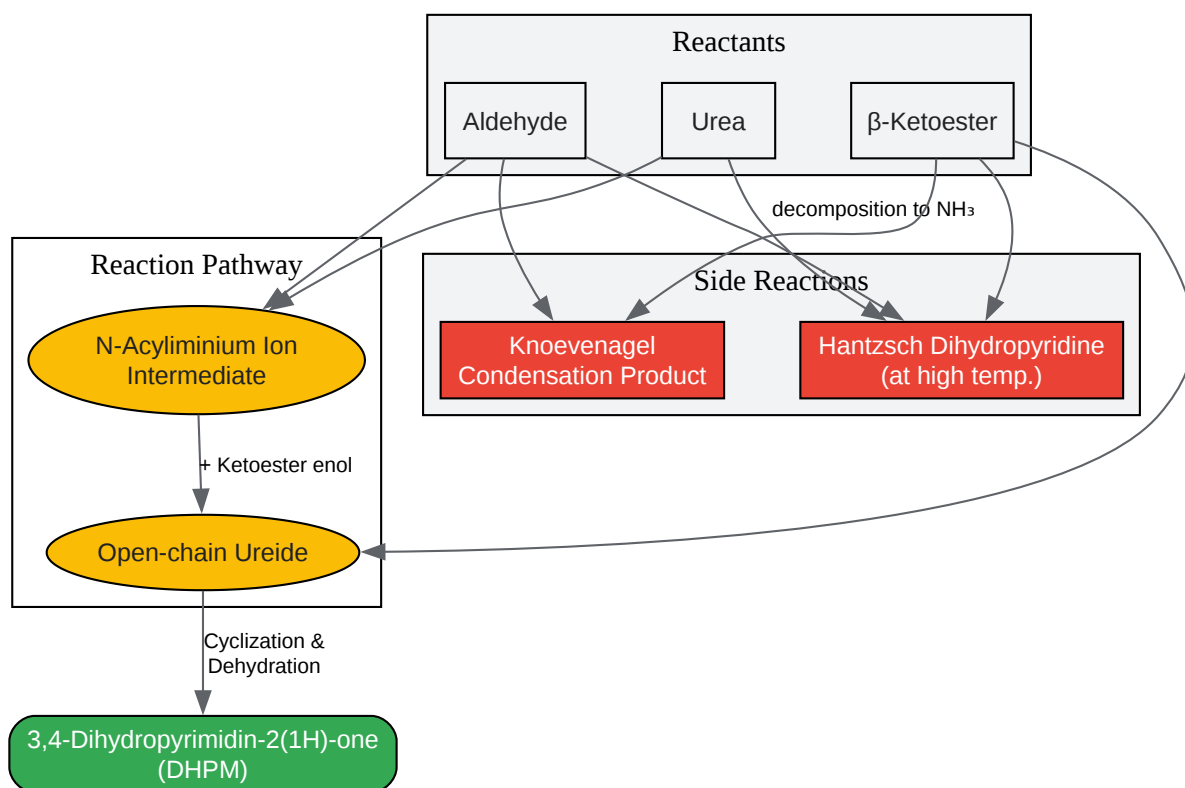 Reactants
Aldehyde
Urea
β-Ketoester
decomposition to NH₃
Reaction Pathway
Side Reactions
N-Acyliminium Ion
Intermediate
Knoevenagel
Condensation Product
Hantzsch Dihydropyridine
(at high temp.)
+ Ketoester enol
Open-chain Ureide
Cyclization &
Dehydration
3,4-Dihydropyrimidin-2(1H)-one
(DHPM)